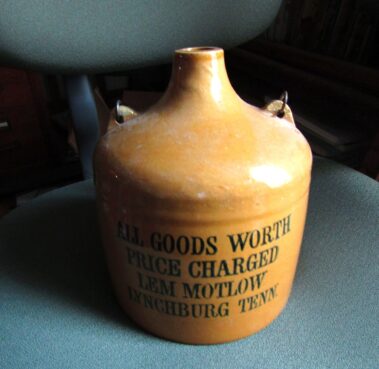 ALL GOODS WORTH
PRICE CHARGED
LEM MOTLOW
LYNCHBURG TENN.